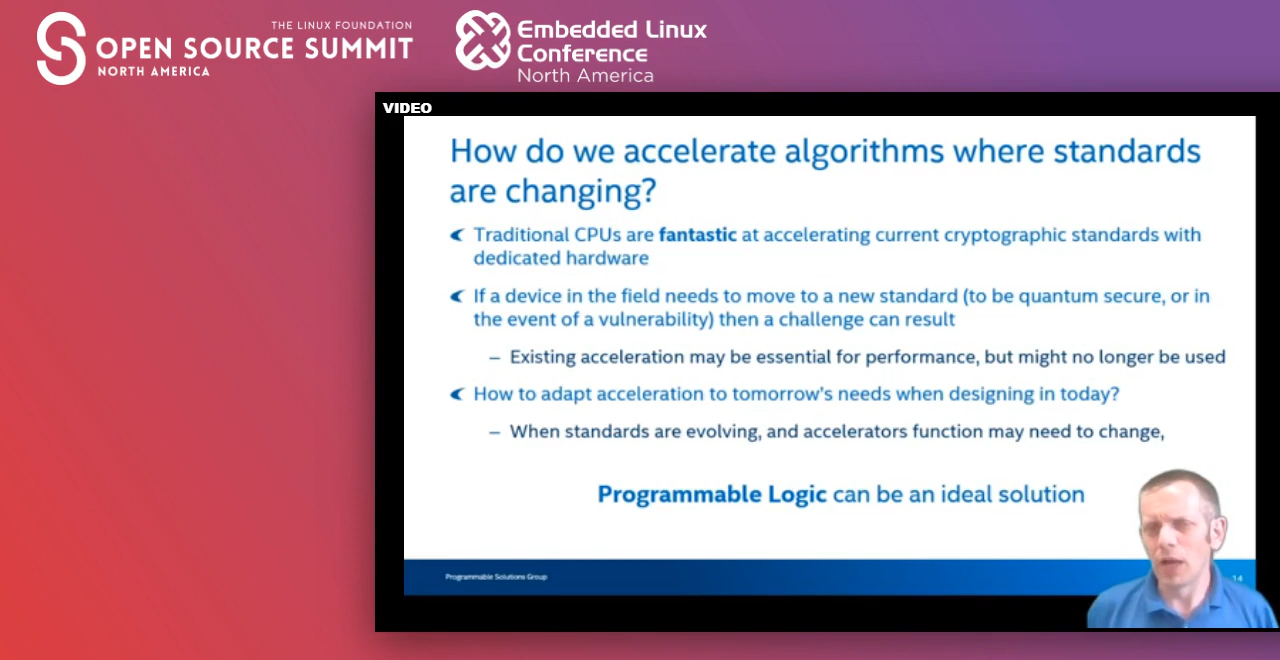 THE LINUX FOUNDATION
OPEN SOURCE SUMMIT
NORTH AMERICA
Embedded Linux
Conference
North America
VIDEO
How do we accelerate algorithms where standards
are changing?
Traditional CPUs are fantastic at accelerating current cryptographic standards with
dedicated hardware
If a device in the field needs to move to a new standard (to be quantum secure, or in
the event of a vulnerability) then a challenge can result
– Existing acceleration may be essential for performance, but might no longer be used
How to adapt acceleration to tomorrow's needs when designing in today?
– When standards are evolving, and accelerators function may need to change,
Programmable Logic can be an ideal solution
Programmable Solutions Group
14